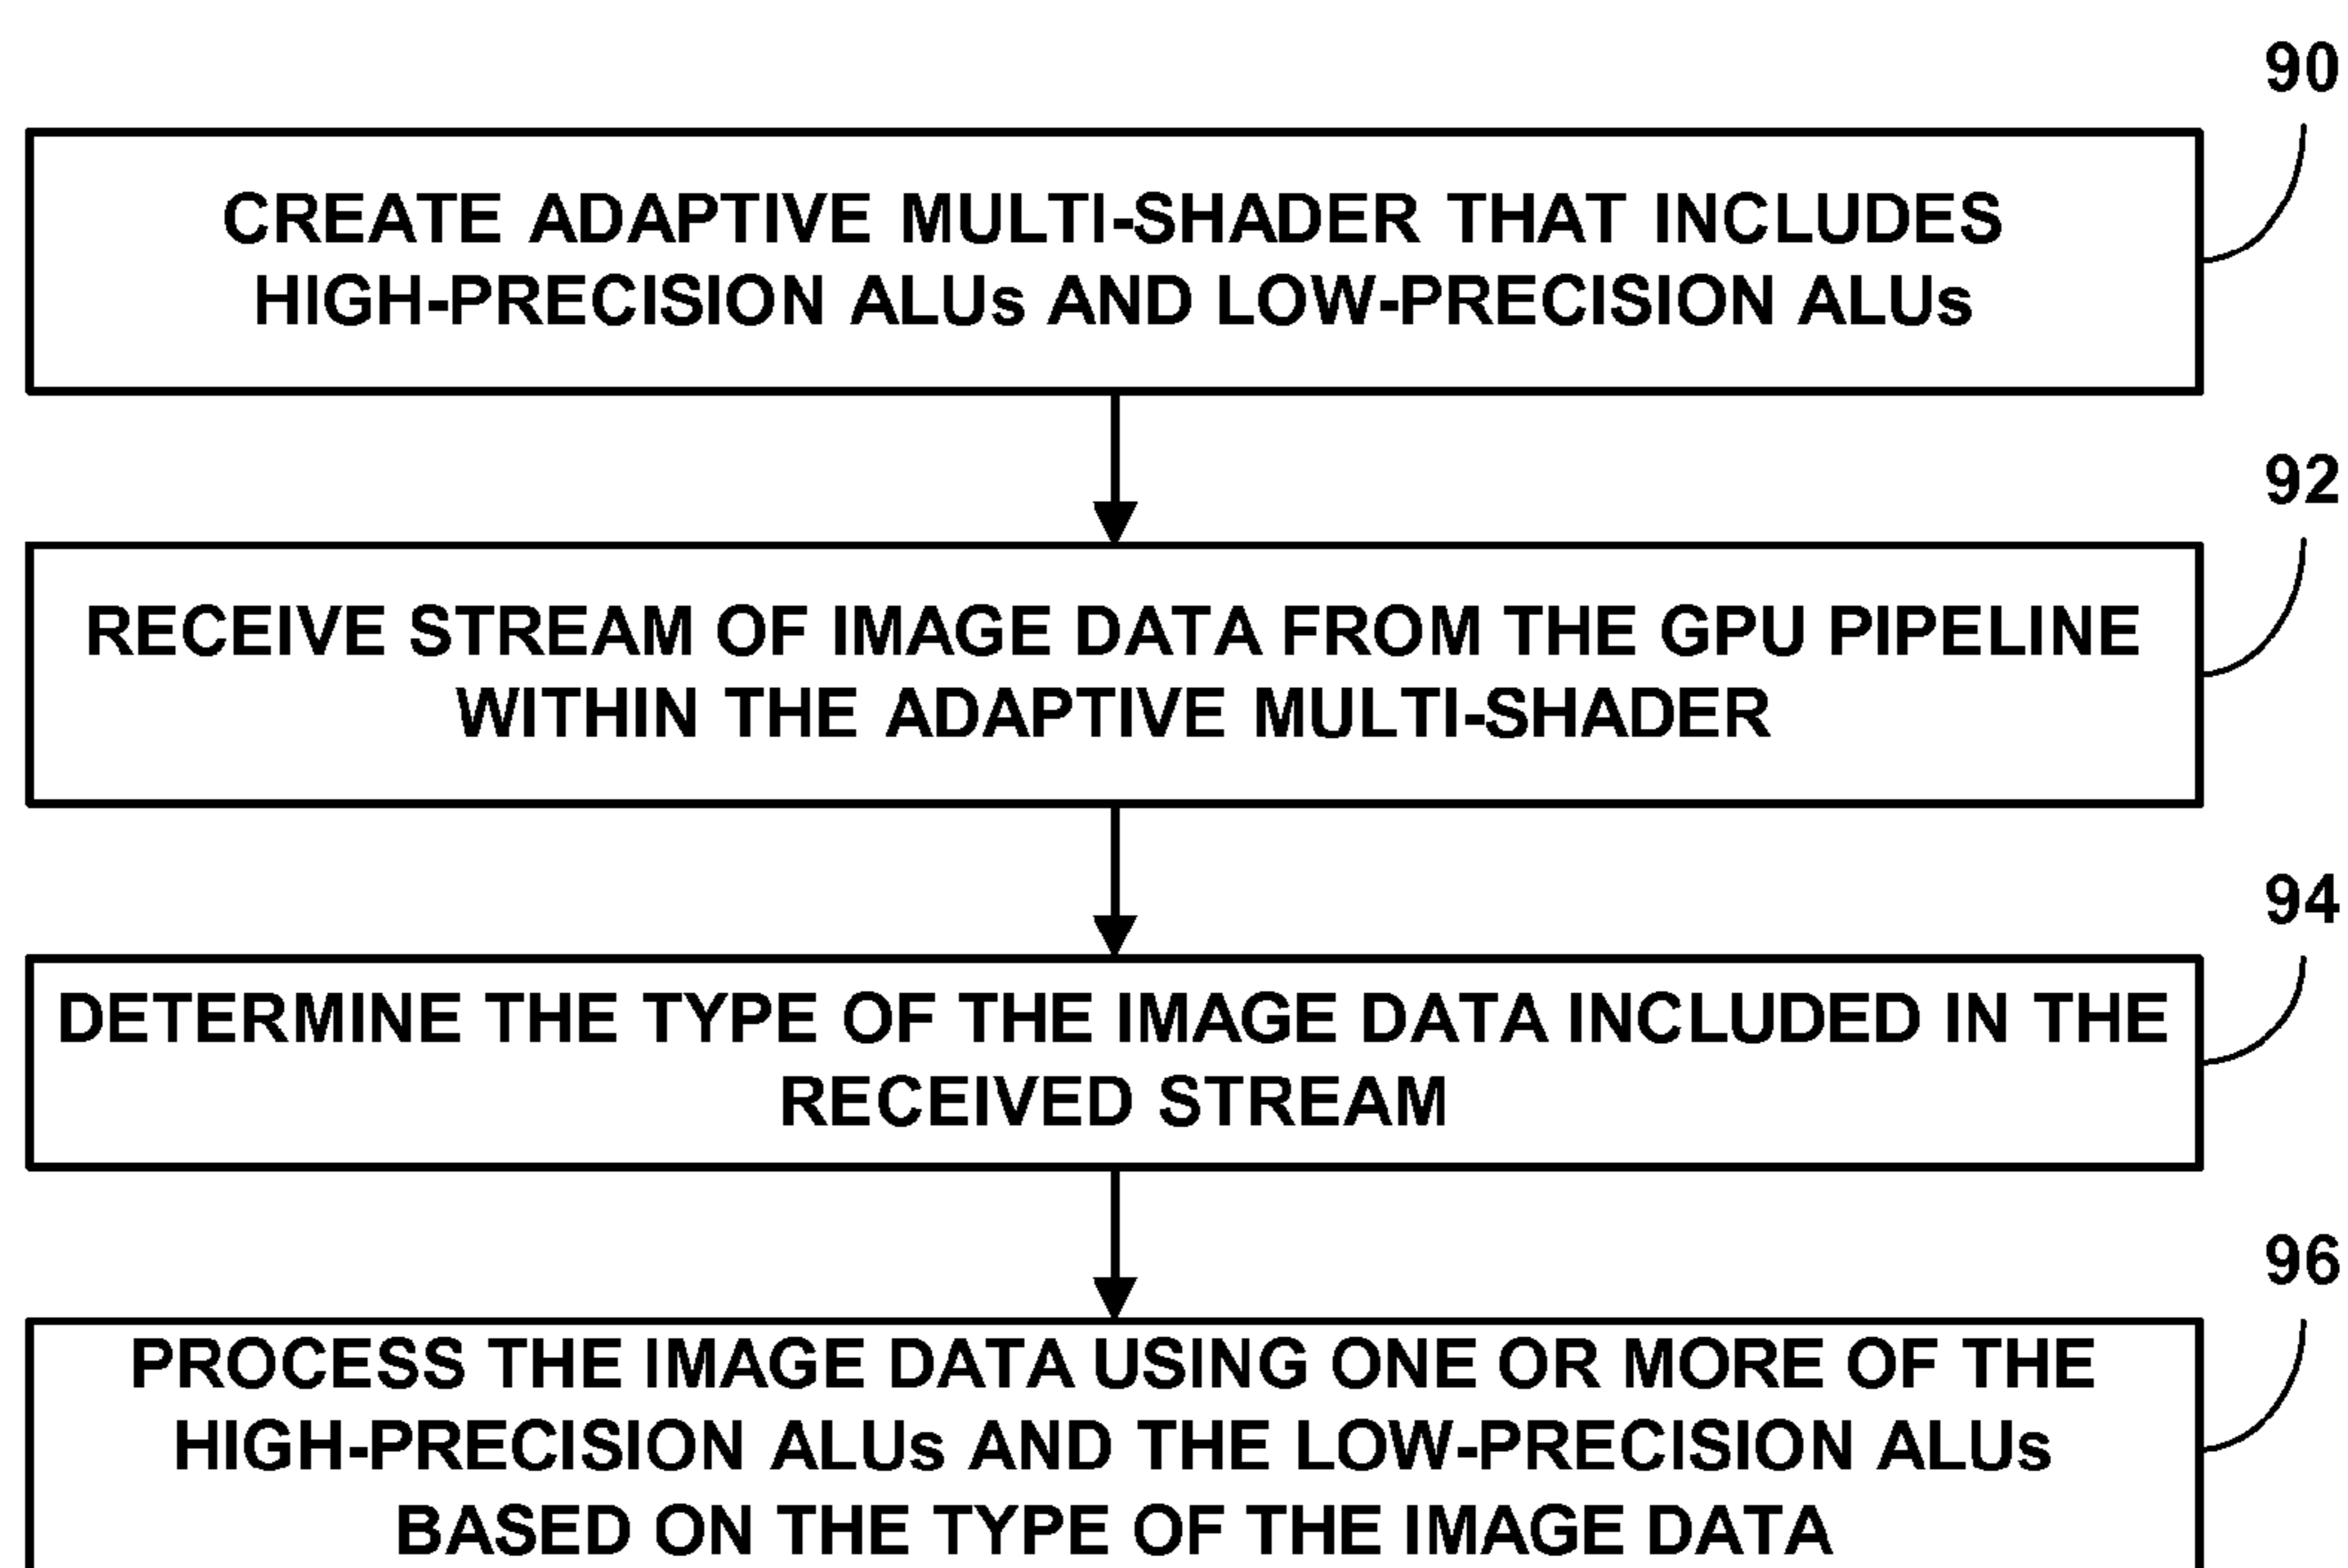 90
CREATE ADAPTIVE MULTI-SHADER THAT INCLUDES
HIGH-PRECISION ALUs AND LOW-PRECISION ALUs
92
RECEIVE STREAM OF IMAGE DATA FROM THE GPU PIPELINE
WITHIN THE ADAPTIVE MULTI-SHADER
94
DETERMINE THE TYPE OF THE IMAGE DATA INCLUDED IN THE
RECEIVED STREAM
96
PROCESS THE IMAGE DATA USING ONE OR MORE OF THE
HIGH-PRECISION ALUs AND THE LOW-PRECISION ALUs
BASED ON THE TYPE OF THE IMAGE DATA